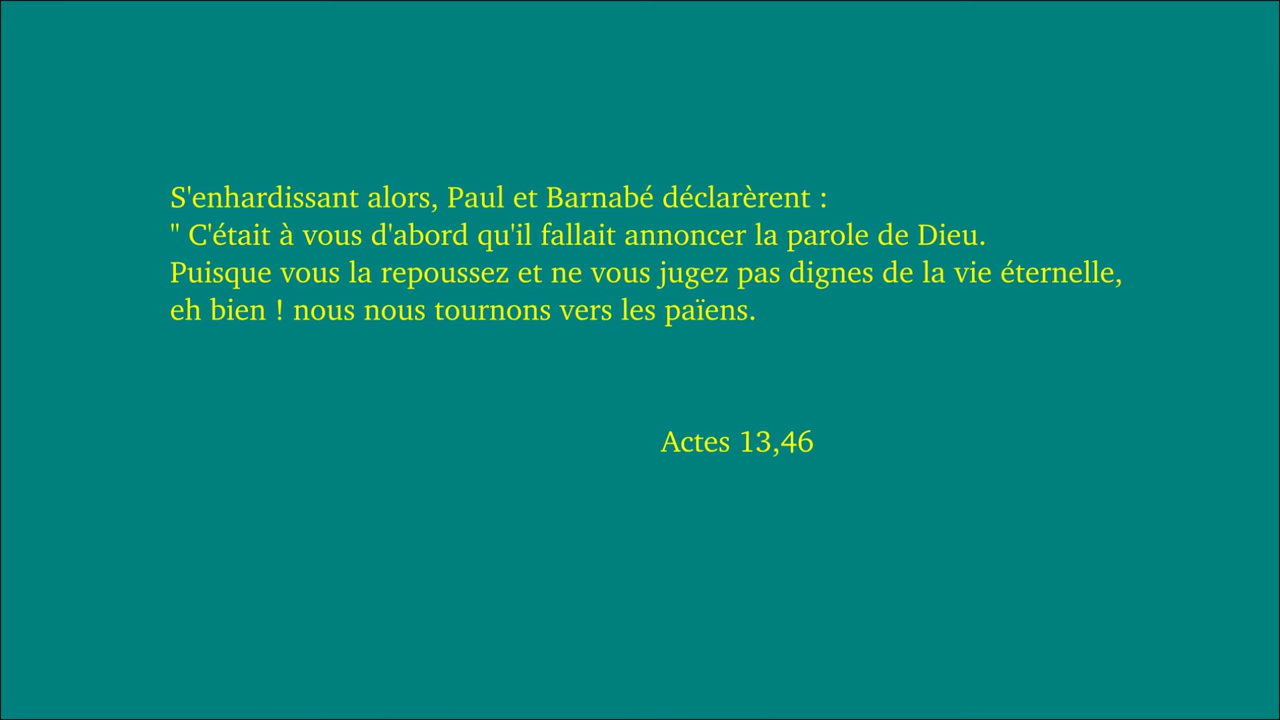 S'enhardissant alors, Paul et Barnabé déclarèrent :
" C'était à vous d'abord qu'il fallait annoncer la parole de Dieu.
Puisque vous la repoussez et ne vous jugez pas dignes de la vie éternelle,
eh bien ! nous nous tournons vers les païens.
Actes 13,46